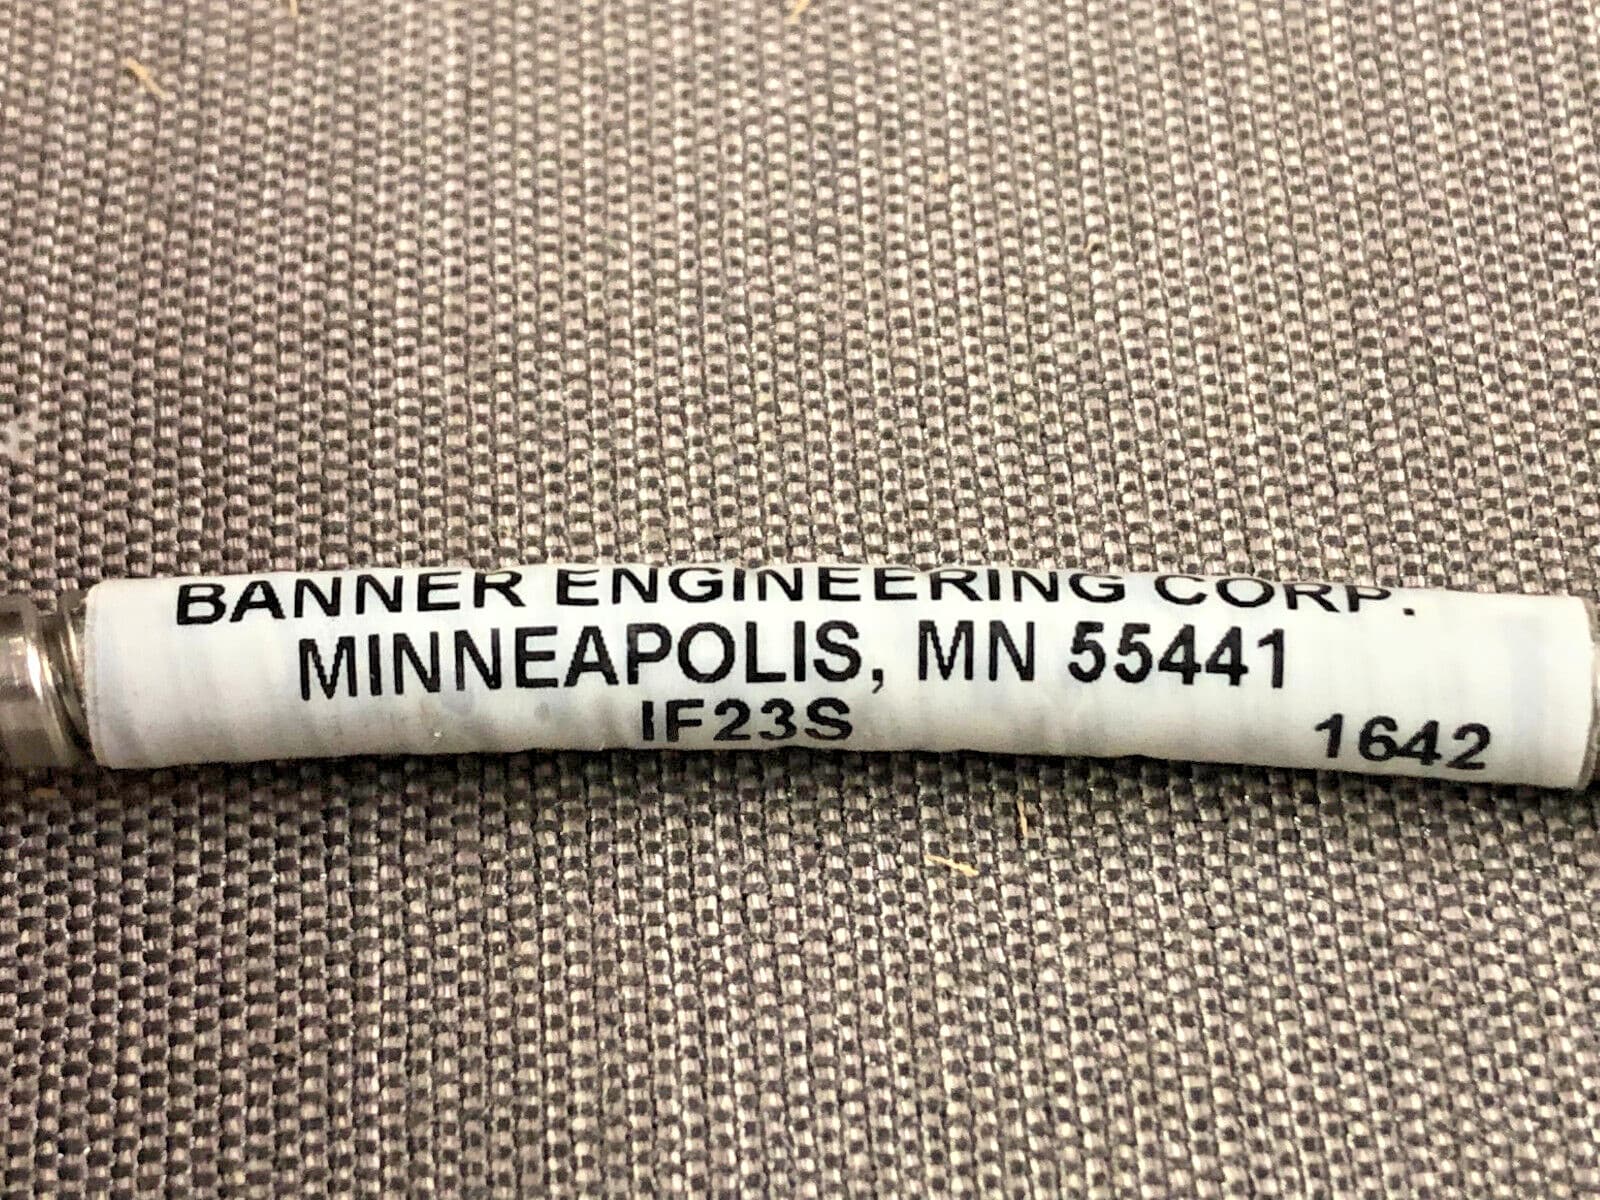 BANNER ENGINEERING CORP.
MINNEAPOLIS, MN 55441
IF23S 1642